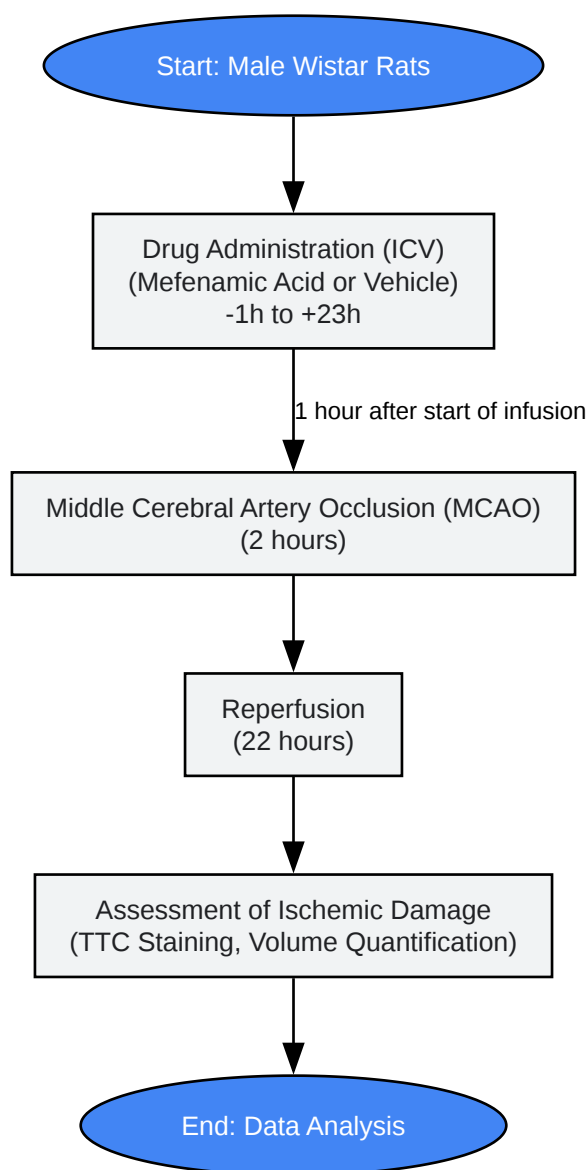 Start: Male Wistar Rats
Drug Administration (ICV)
(Mefenamic Acid or Vehicle)
-1h to +23h
1 hour after start of infusion
Middle Cerebral Artery Occlusion (MCAO)
(2 hours)
Reperfusion
(22 hours)
Assessment of Ischemic Damage
(TTC Staining, Volume Quantification)
End: Data Analysis